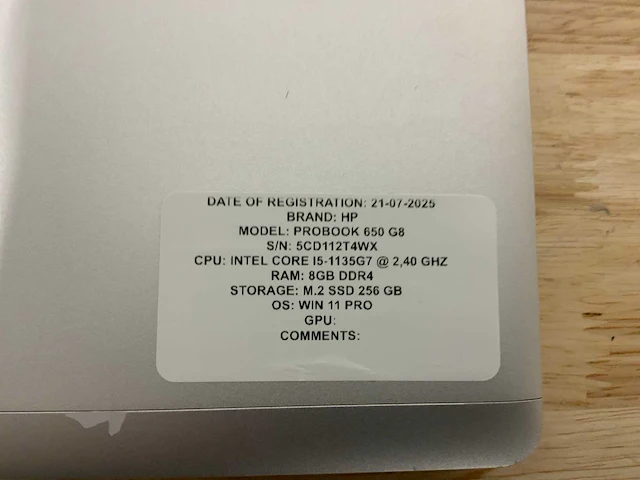 DATE OF REGISTRATION: 21-07-2025
BRAND: HP
MODEL: PROBOOK 650 G8
S/N: 5CD112T4WX
CPU: INTEL CORE I5-1135G7 @ 2,40 GHZ
RAM: 8GB DDR4
STORAGE: M.2 SSD 256 GB
OS: WIN 11 PRO
GPU:
COMMENTS: